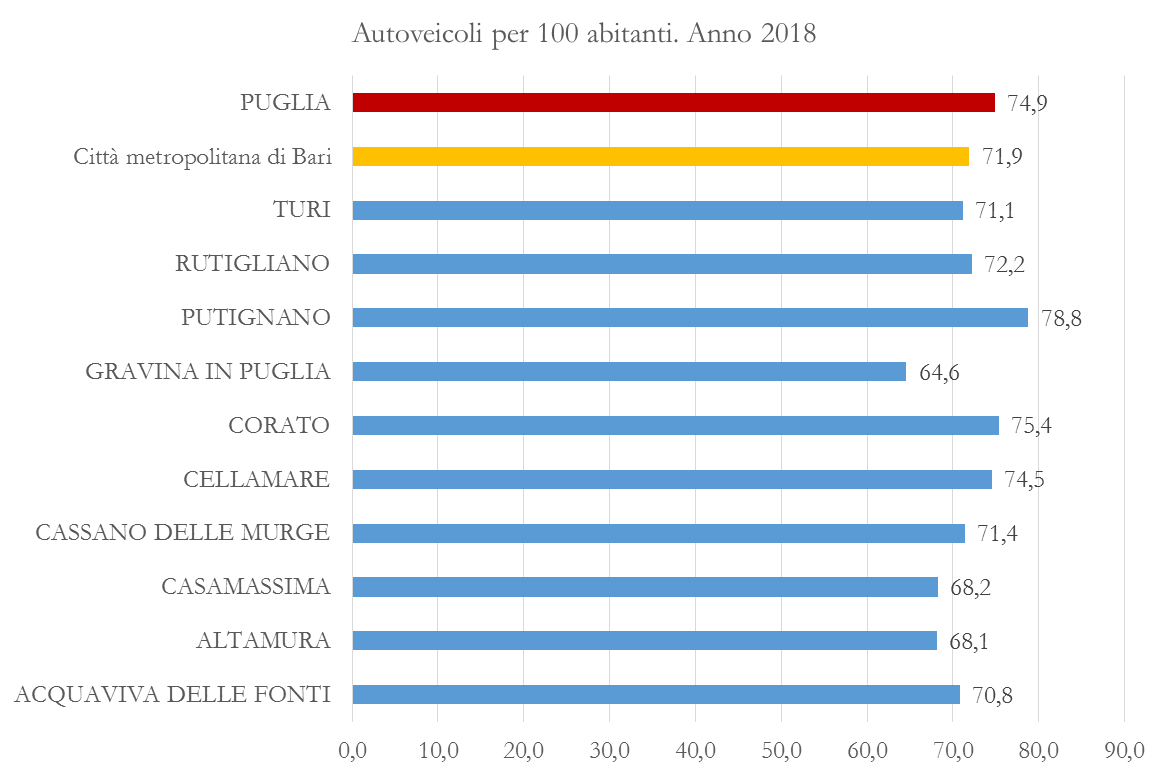 Autoveicoli per 100 abitanti. Anno 2018
PUGLIA 74,9
Città metropolitana di Bari 71,9
TURI 71,1
RUTIGLIANO 72,2
PUTIGNANO 78,8
GRAVINA IN PUGLIA 64,6
CORATO 75,4
CELLAMARE 74,5
CASSANO DELLE MURGE 71,4
CASAMASSIMA 68,2
ALTAMURA 68,1
ACQUAVIVA DELLE FONTI 70,8
0,0 10,0 20,0 30,0 40,0 50,0 60,0 70,0 80,0 90,0